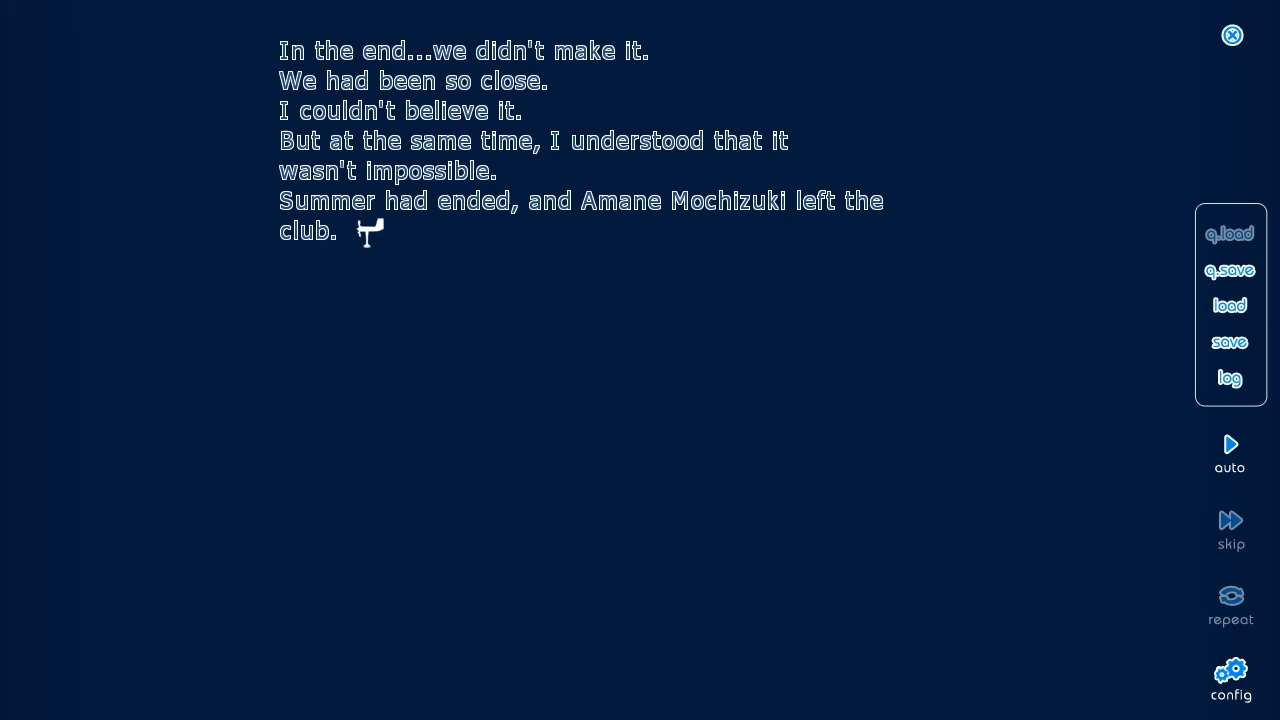 In the end...we didn't make it.
We had been so close.
I couldn't believe it.
But at the same time, I understood that it
wasn't impossible.
Summer had ended, and Amane Mochizuki left the
club.
q.load
q.save
load
save
log
auto
skip
repeat
config